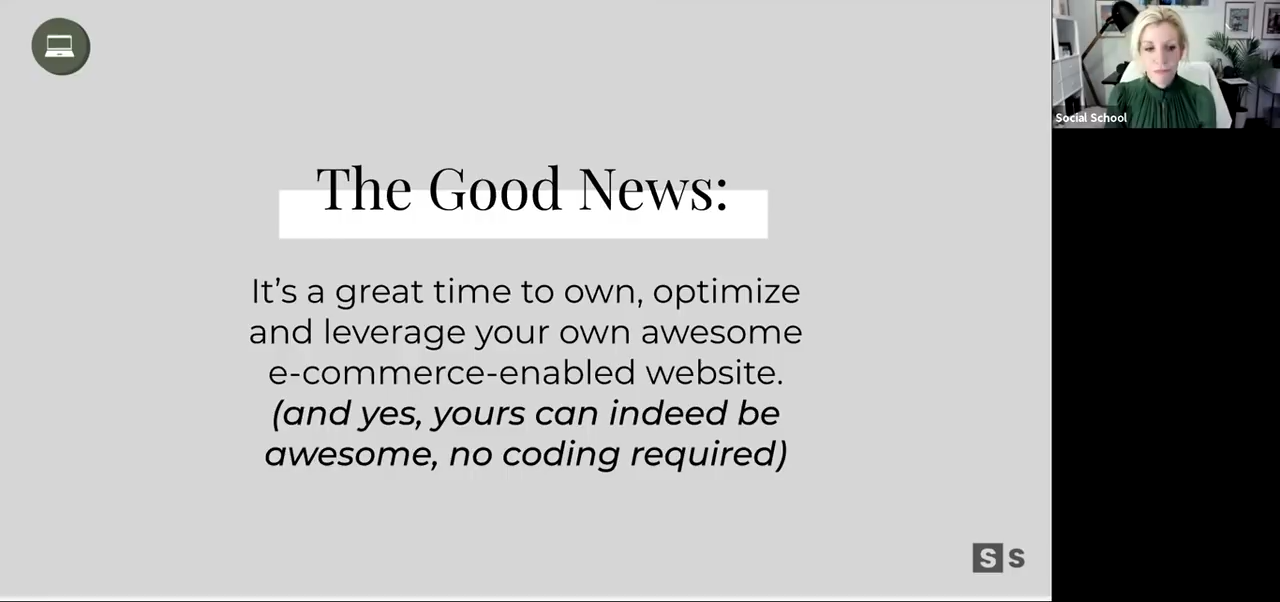 The Good News:
It’s a great time to own, optimize
and leverage your own awesome
e-commerce-enabled website.
(and yes, yours can indeed be
awesome, no coding required)
S S
Social School